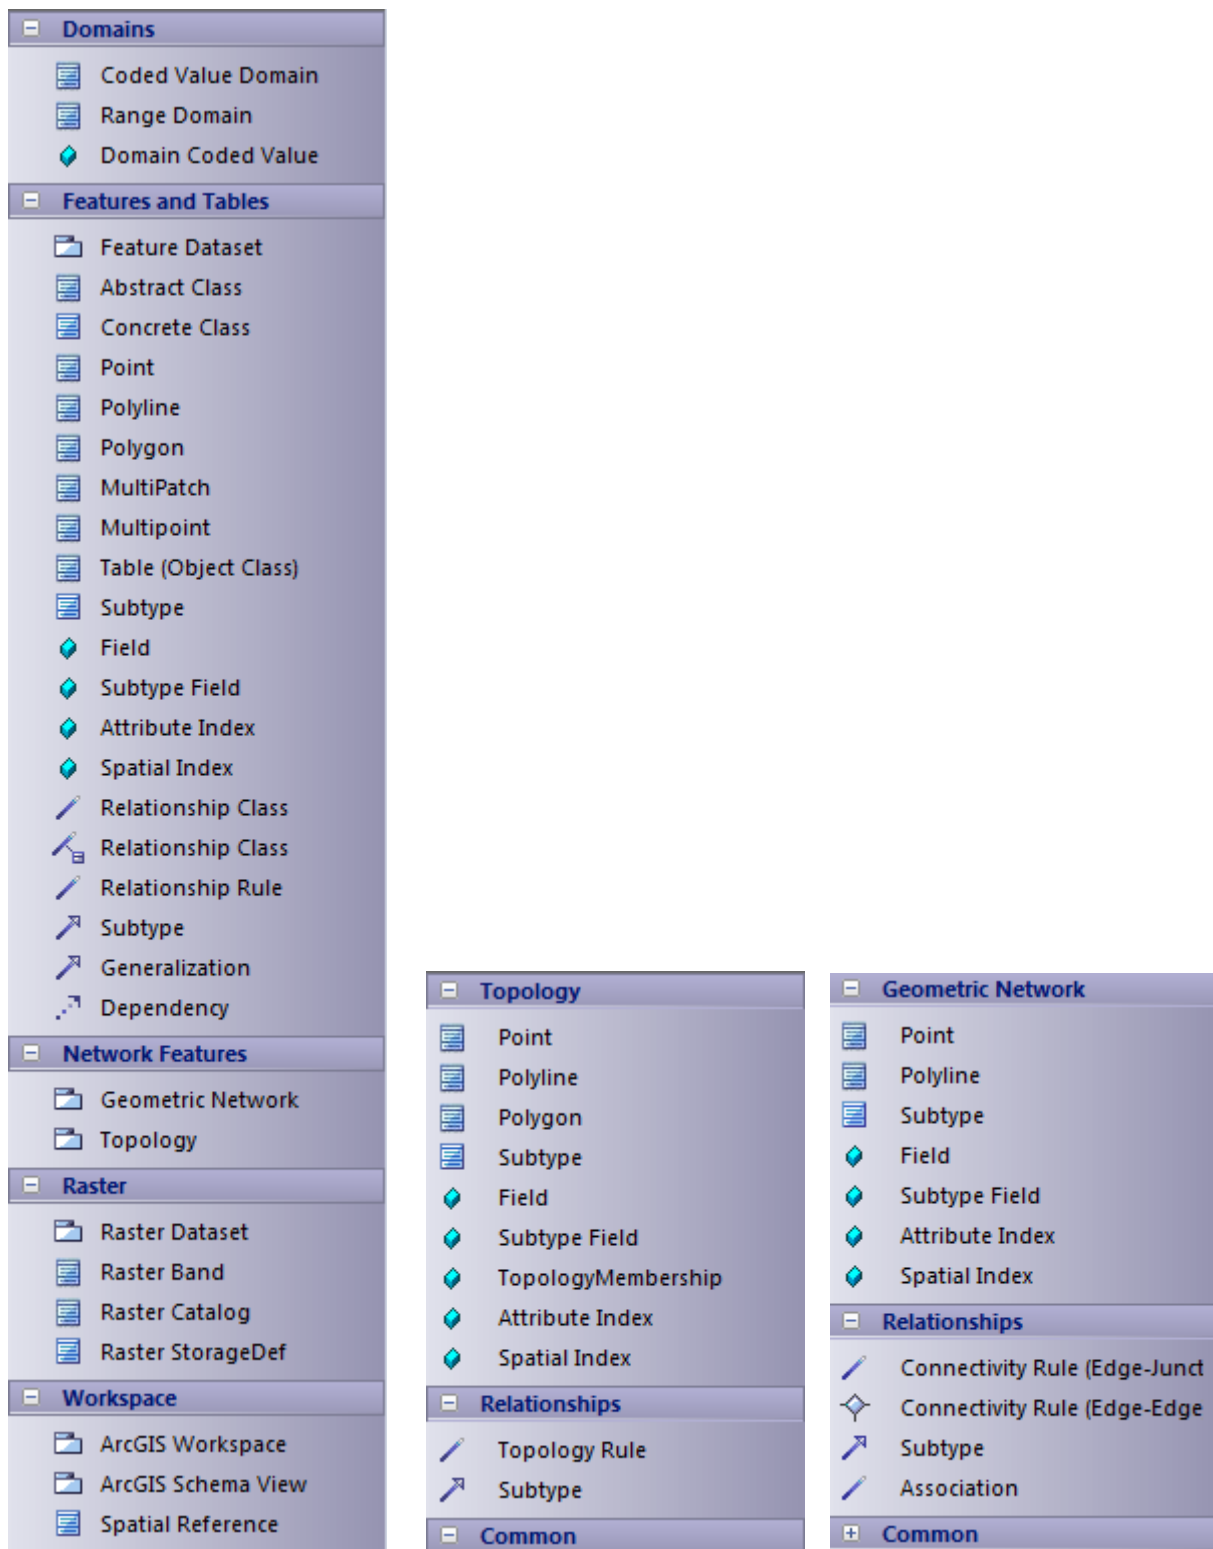 Domains
Coded Value Domain
Range Domain
Domain Coded Value
Features and Tables
Feature Dataset
Abstract Class
Concrete Class
Point
Polyline
Polygon
MultiPatch
Multipoint
Table (Object Class)
Subtype
Field
Subtype Field
Attribute Index
Spatial Index
Relationship Class
Relationship Class
Relationship Rule
Subtype
Generalization
Dependency
Network Features
Geometric Network
Topology
Raster
Raster Dataset
Raster Band
Raster Catalog
Raster StorageDef
Workspace
ArcGIS Workspace
ArcGIS Schema View
Spatial Reference
Topology
Point
Polyline
Polygon
Subtype
Field
Subtype Field
TopologyMembership
Attribute Index
Spatial Index
Relationships
Topology Rule
Subtype
Common
Geometric Network
Point
Polyline
Subtype
Field
Subtype Field
Attribute Index
Spatial Index
Relationships
Connectivity Rule (Edge-Junct
Connectivity Rule (Edge-Edge
Subtype
Association
Common